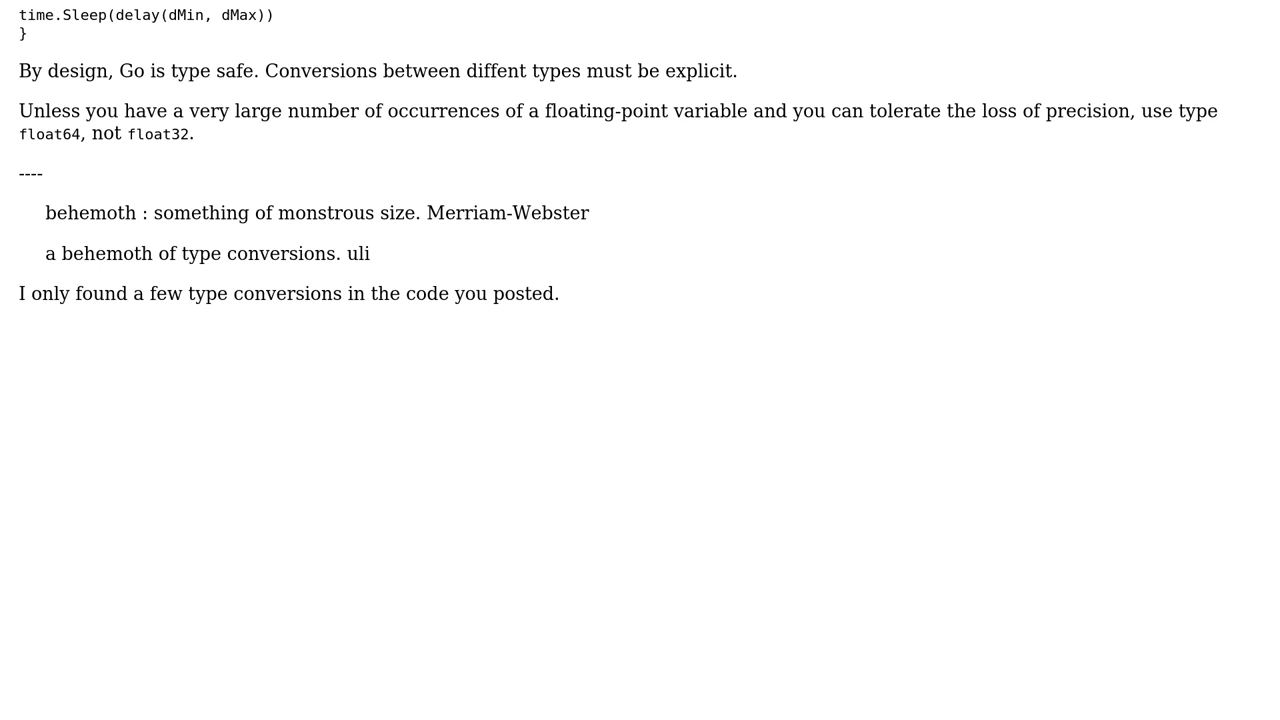 time.Sleep(delay(dMin, dMax))
}
By design, Go is type safe. Conversions between diffent types must be explicit.
Unless you have a very large number of occurrences of a floating-point variable and you can tolerate the loss of precision, use type
float64, not float32.
----
behemoth : something of monstrous size. Merriam-Webster
a behemoth of type conversions. uli
I only found a few type conversions in the code you posted.